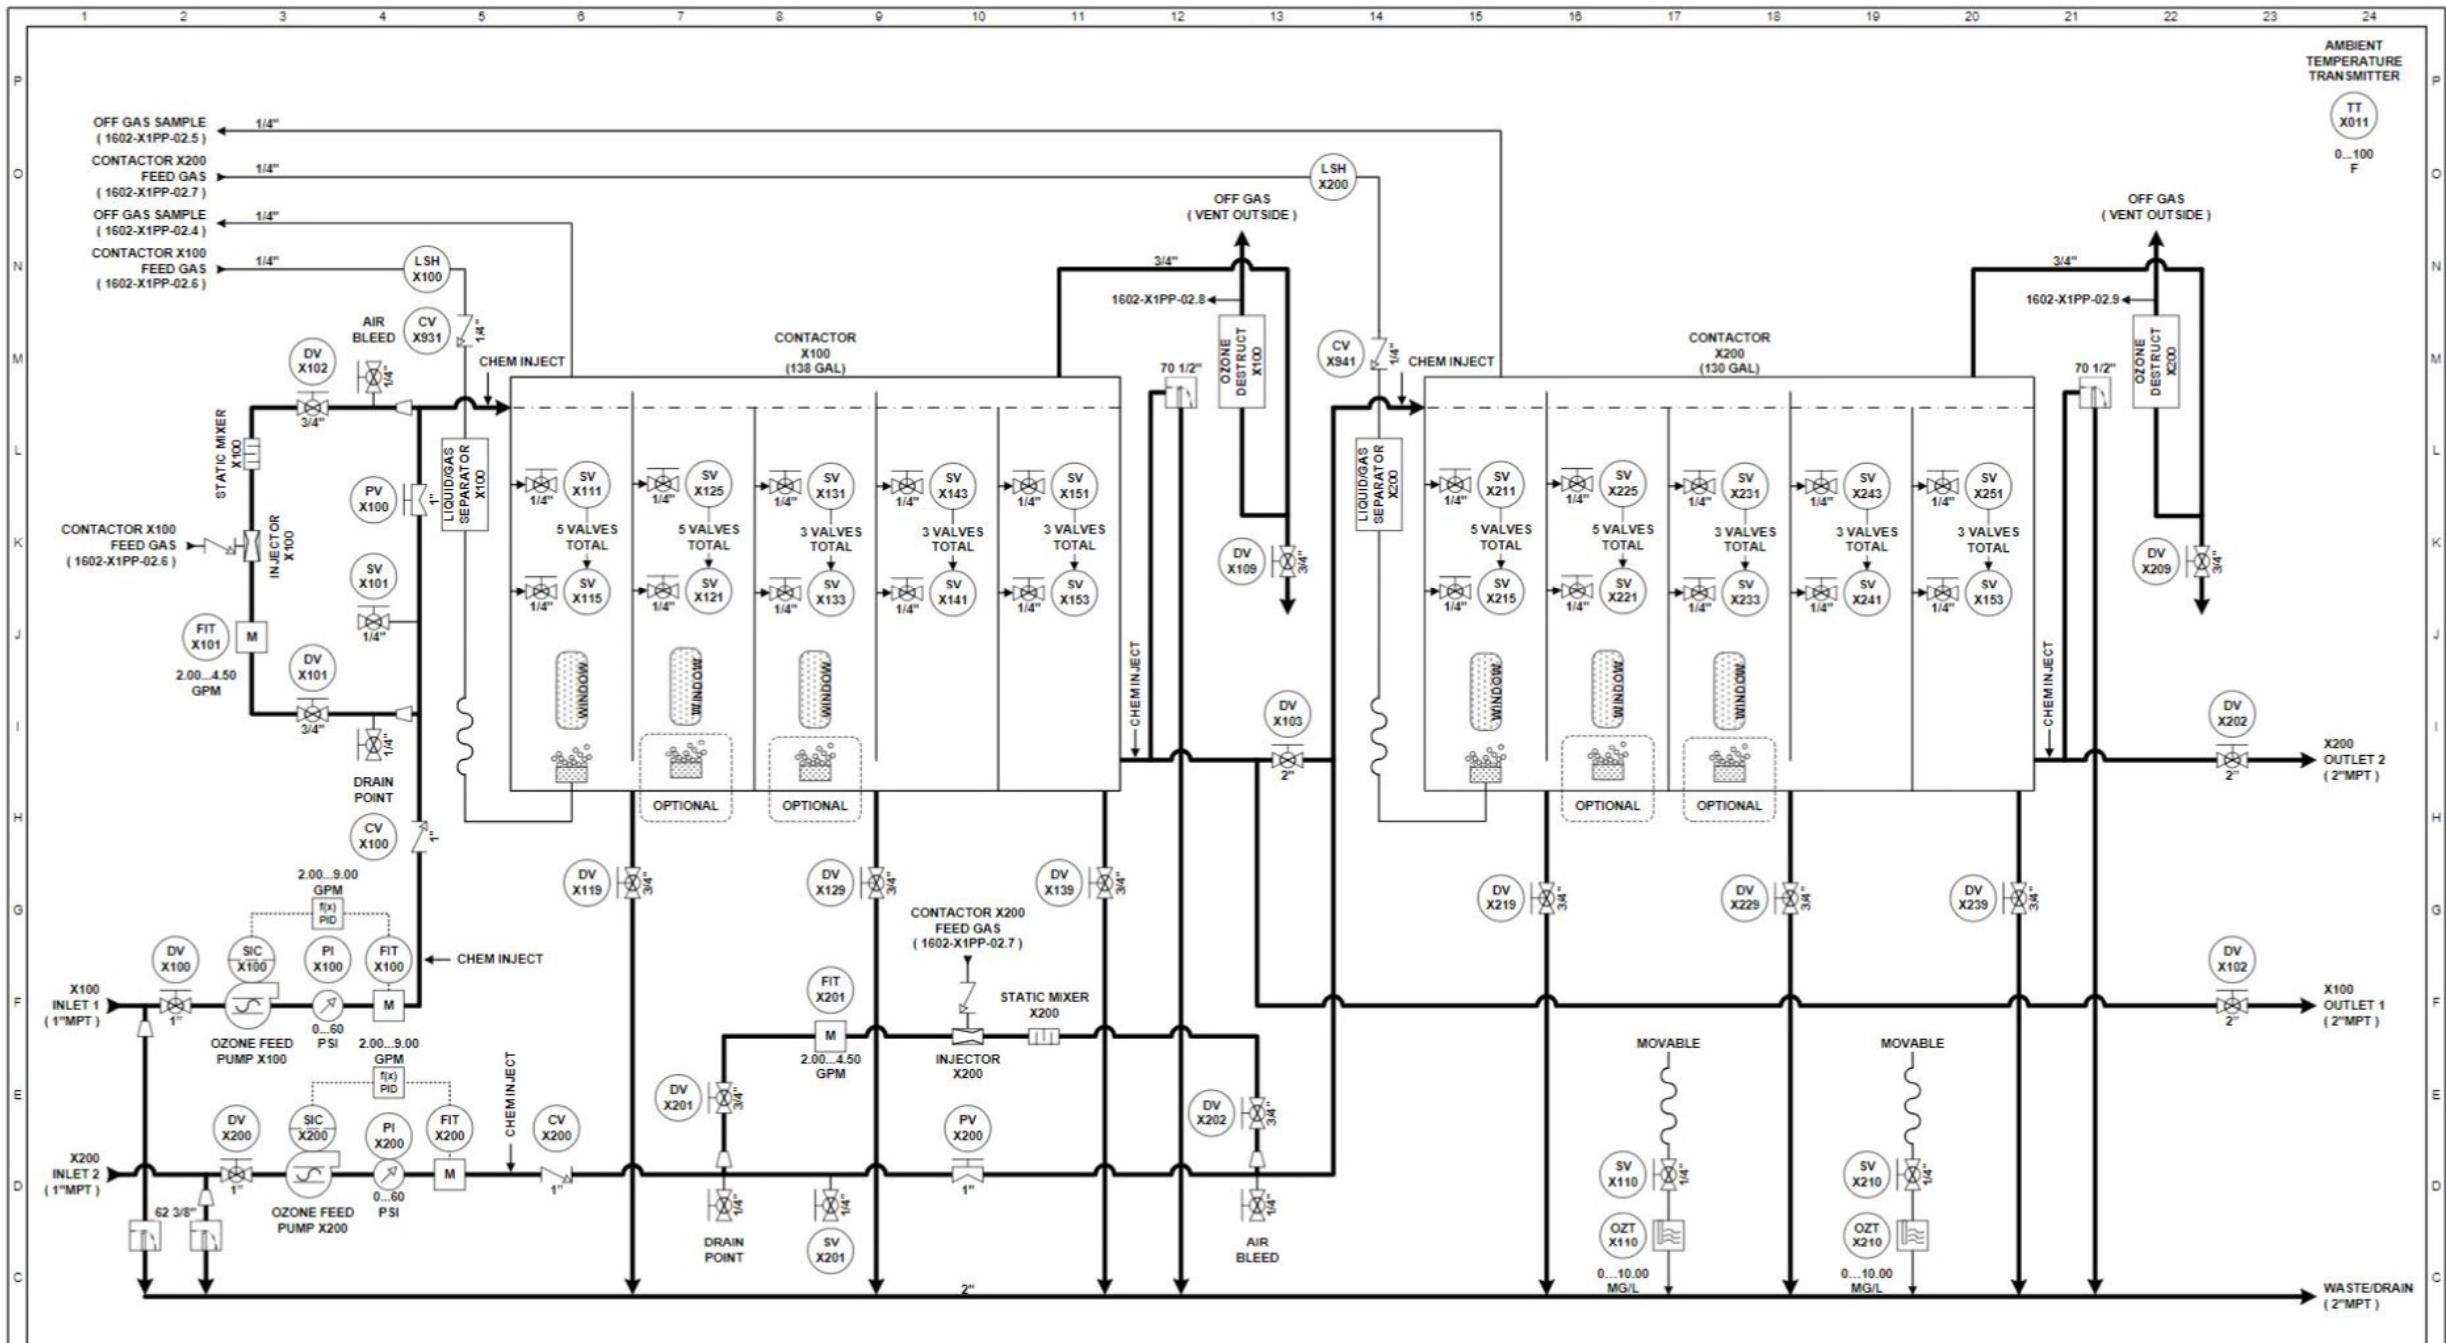 1 2 3 4 5 6 7 8 9 10 11 12 13 14 15 16 17 18 19 20 21 22 23 24
P
O
N
M
L
K
J
I
H
G
F
E
D
C
P
O
N
M
L
K
J
I
H
G
F
E
D
C
AMBIENT
TEMPERATURE
TRANSMITTER
TT
X011
0...100
F
OFF GAS SAMPLE
( 1602-X1PP-02.5 )
1/4"
CONTACTOR X200
FEED GAS
( 1602-X1PP-02.7 )
1/4"
LSH
X200
OFF GAS SAMPLE
( 1602-X1PP-02.4 )
1/4"
CONTACTOR X100
FEED GAS
( 1602-X1PP-02.6 )
1/4"
LSH
X100
CV
X931
1/4"
AIR
BLEED
1/4"
DV
X102
3/4"
STATIC MIXER
X100
CONTACTOR X100
FEED GAS
( 1602-X1PP-02.6 )
INJECTOR
X100
PV
X100
1"
SV
X101
1/4"
FIT
X101
M
2.00...4.50
GPM
DV
X101
3/4"
1/4"
DRAIN
POINT
CV
X100
1"
LIQUID/GAS
SEPARATOR
X100
CHEM INJECT
CONTACTOR
X100
(138 GAL)
SV
X111
1/4"
5 VALVES
TOTAL
SV
X115
1/4"
SV
X125
1/4"
5 VALVES
TOTAL
SV
X121
1/4"
SV
X131
1/4"
3 VALVES
TOTAL
SV
X133
1/4"
SV
X143
1/4"
3 VALVES
TOTAL
SV
X141
1/4"
SV
X151
1/4"
3 VALVES
TOTAL
SV
X153
1/4"
WINDOW
WINDOW
WINDOW
OPTIONAL
OPTIONAL
DV
X119
3/4"
DV
X129
3/4"
DV
X139
3/4"
OFF GAS
( VENT OUTSIDE )
3/4"
1602-X1PP-02.8
OZONE
DESTRUCT
X100
70 1/2"
DV
X109
3/4"
CHEM INJECT
DV
X103
2"
CV
X941
1/4"
CHEM INJECT
LIQUID/GAS
SEPARATOR
X200
CONTACTOR
X200
(130 GAL)
SV
X211
1/4"
5 VALVES
TOTAL
SV
X215
1/4"
SV
X225
1/4"
5 VALVES
TOTAL
SV
X221
1/4"
SV
X231
1/4"
3 VALVES
TOTAL
SV
X233
1/4"
SV
X243
1/4"
3 VALVES
TOTAL
SV
X241
1/4"
SV
X251
1/4"
3 VALVES
TOTAL
SV
X153
1/4"
WINDOW
WINDOW
WINDOW
OPTIONAL
OPTIONAL
DV
X219
3/4"
DV
X229
3/4"
DV
X239
3/4"
OFF GAS
( VENT OUTSIDE )
3/4"
1602-X1PP-02.9
OZONE
DESTRUCT
X200
70 1/2"
DV
X209
3/4"
CHEM INJECT
DV
X202
2"
X200
OUTLET 2
( 2"MPT )
DV
X102
2"
X100
OUTLET 1
( 2"MPT )
2.00...9.00
GPM
f(x)
PID
X100
INLET 1
( 1"MPT )
DV
X100
1"
SIC
X100
OZONE FEED
PUMP X100
PI
X100
0...60
PSI
FIT
X100
M
CHEM INJECT
2.00...9.00
GPM
f(x)
PID
X200
INLET 2
( 1"MPT )
DV
X200
1"
SIC
X200
OZONE FEED
PUMP X200
PI
X200
0...60
PSI
FIT
X200
M
CHEM INJECT
CV
X200
1"
62 3/8"
CONTACTOR X200
FEED GAS
( 1602-X1PP-02.7 )
FIT
X201
M
2.00...4.50
GPM
INJECTOR
X200
STATIC MIXER
X200
DV
X201
3/4"
PV
X200
1"
DV
X202
3/4"
1/4"
DRAIN
POINT
1/4"
SV
X201
1/4"
AIR
BLEED
MOVABLE
SV
X110
1/4"
OZT
X110
0...10.00
MG/L
MOVABLE
SV
X210
1/4"
OZT
X210
0...10.00
MG/L
2"
WASTE/DRAIN
( 2"MPT )